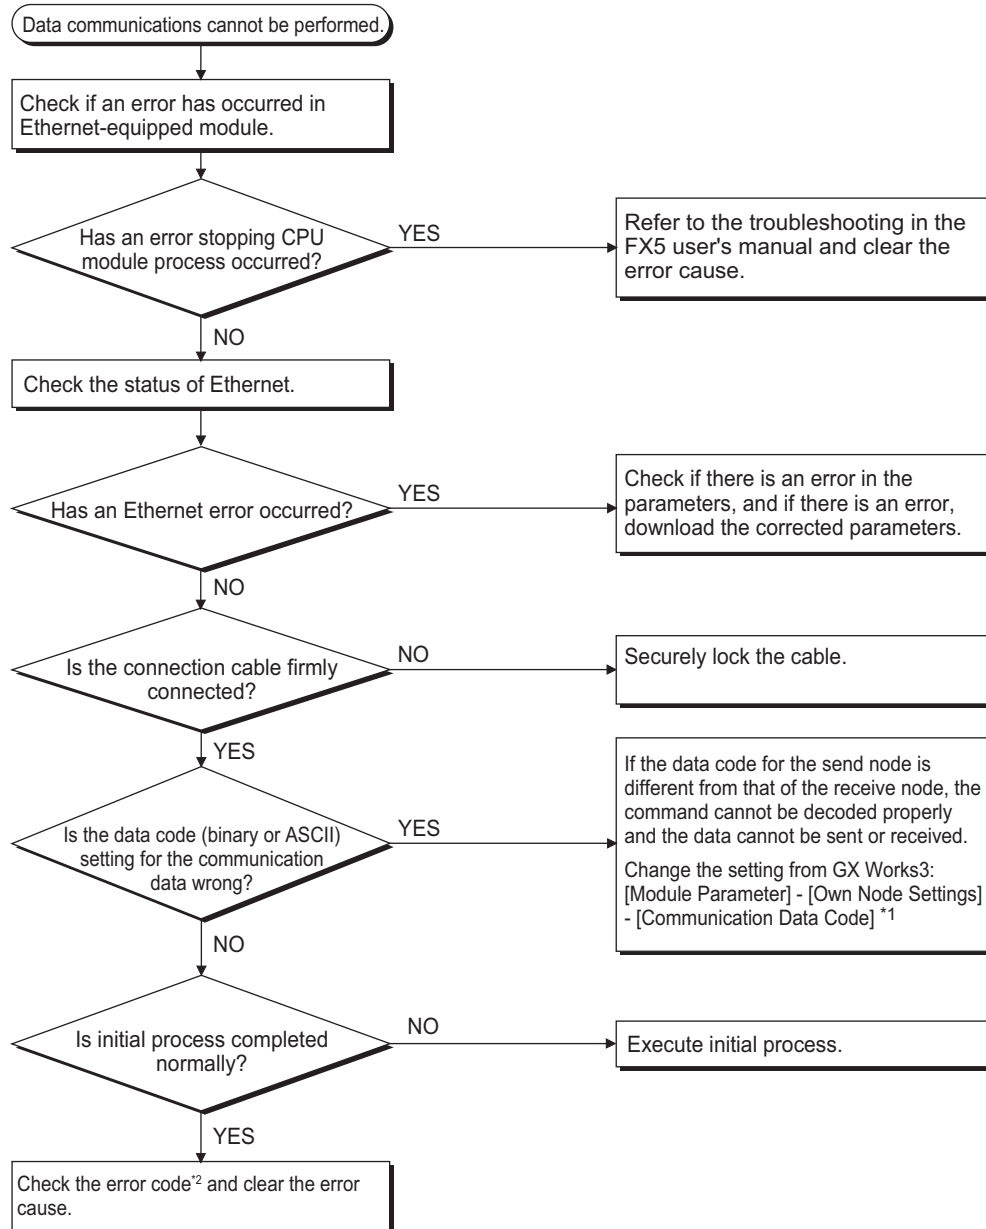 Data communications cannot be performed.
Check if an error has occurred in
Ethernet-equipped module.
Has an error stopping CPU
module process occurred?
YES
Refer to the troubleshooting in the
FX5 user's manual and clear the
error cause.
NO
Check the status of Ethernet.
Has an Ethernet error occurred?
YES
Check if there is an error in the
parameters, and if there is an error,
download the corrected parameters.
NO
Is the connection cable firmly
connected?
NO
Securely lock the cable.
YES
Is the data code (binary or ASCII)
setting for the communication
data wrong?
YES
If the data code for the send node is
different from that of the receive node, the
command cannot be decoded properly
and the data cannot be sent or received.
Change the setting from GX Works3:
[Module Parameter] - [Own Node Settings]
- [Communication Data Code] *1
NO
Is initial process completed
normally?
NO
Execute initial process.
YES
Check the error code*2 and clear the error
cause.